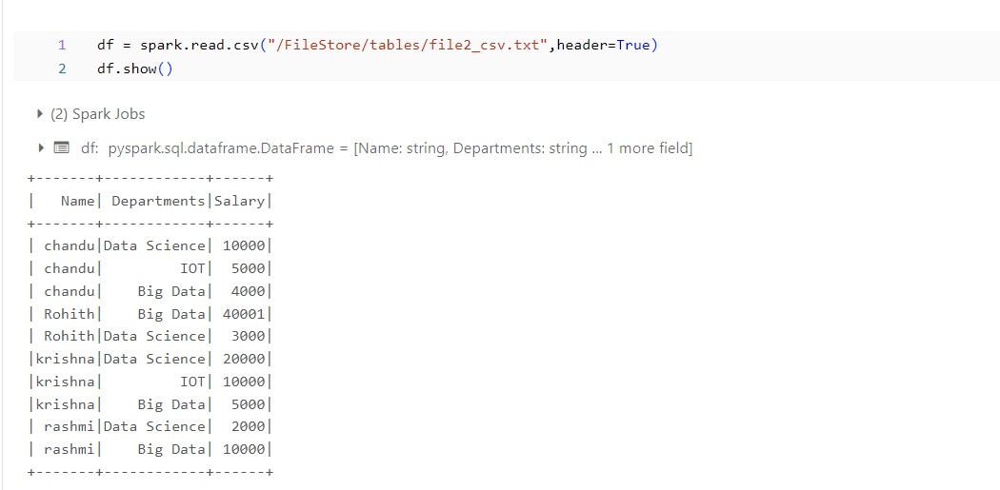 1 df = spark.read.csv("/FileStore/tables/file2_csv.txt",header=True)
2 df.show()
(2) Spark Jobs
df: pyspark.sql.dataframe.DataFrame = [Name: string, Departments: string ... 1 more field]
+-------+------------+------+
|   Name| Departments|Salary|
+-------+------------+------+
| chandu|Data Science| 10000|
| chandu|         IOT|  5000|
| chandu|    Big Data|  4000|
| Rohith|    Big Data| 40001|
| Rohith|Data Science|  3000|
|krishna|Data Science| 20000|
|krishna|         IOT| 10000|
|krishna|    Big Data|  5000|
| rashmi|Data Science|  2000|
| rashmi|    Big Data| 10000|
+-------+------------+------+